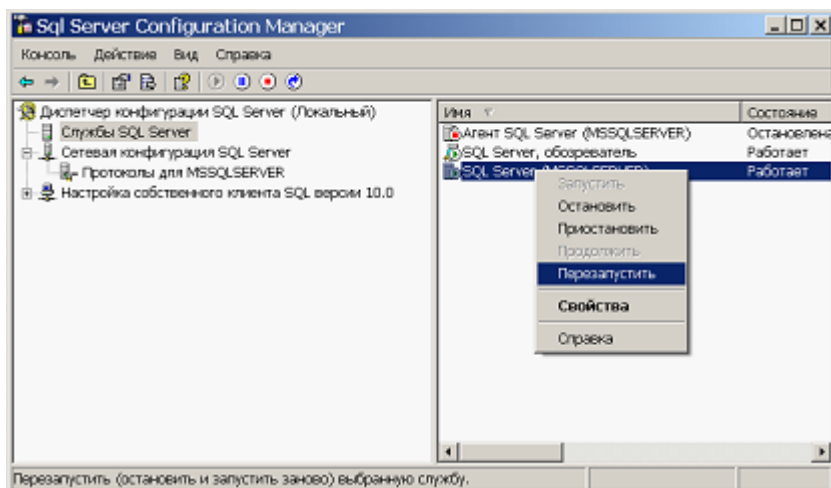 Sql Server Configuration Manager
Консоль Действие Вид Справка
Диспетчер конфигурации SQL Server (Локальный)
Службы SQL Server
Сетевая конфигурация SQL Server
Протоколы для MSSQLSERVER
Настройка собственного клиента SQL версии 10.0
Имя Состояние
Агент SQL Server (MSSQLSERVER) Остановлена
SQL Server, обозреватель Работает
SQL Server (MSSQLSERVER) Работает
Запустить
Остановить
Приостановить
Продолжить
Перезапустить
Свойства
Справка
Перезапустить (остановить и запустить заново) выбранную службу.